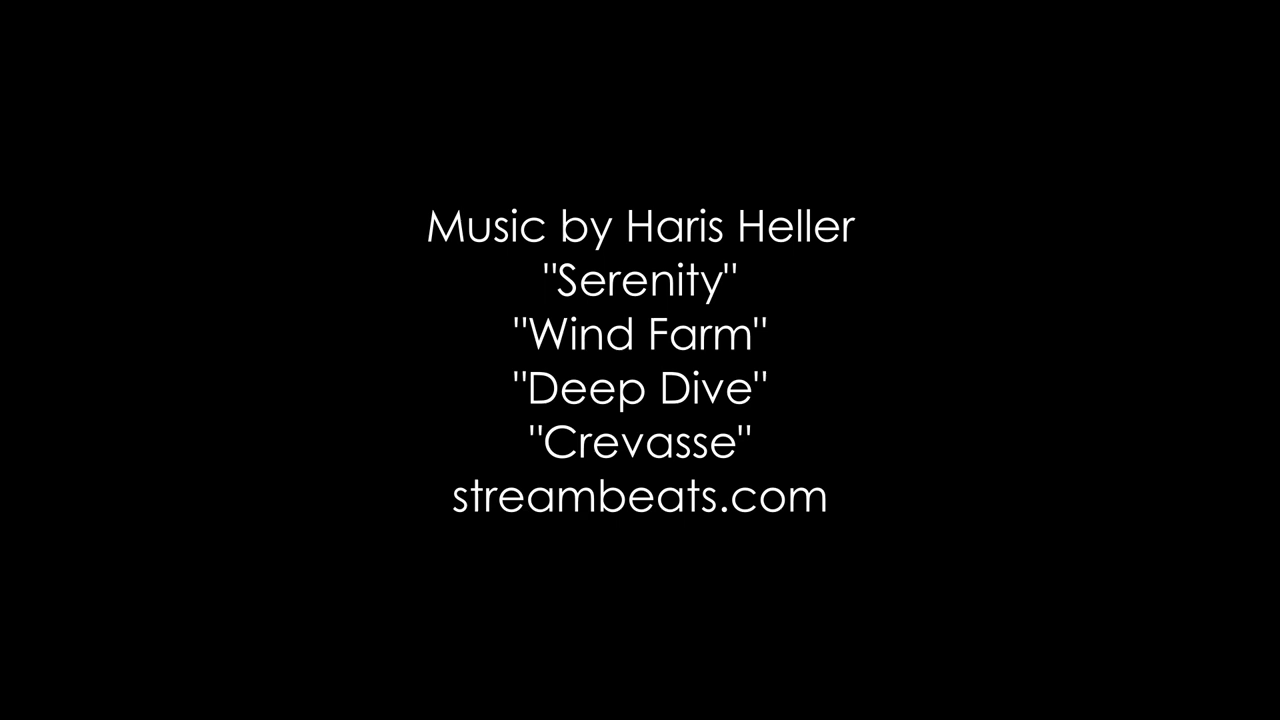 Music by Haris Heller
"Serenity"
"Wind Farm"
"Deep Dive"
"Crevasse"
streambeats.com